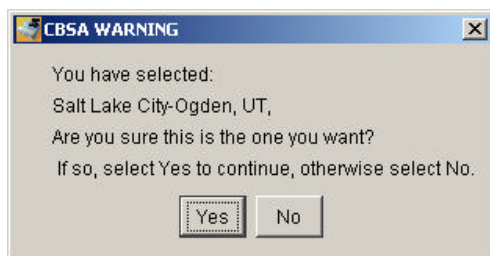 CBSA WARNING
You have selected:
Salt Lake City-Ogden, UT,
Are you sure this is the one you want?
If so, select Yes to continue, otherwise select No.
Yes No